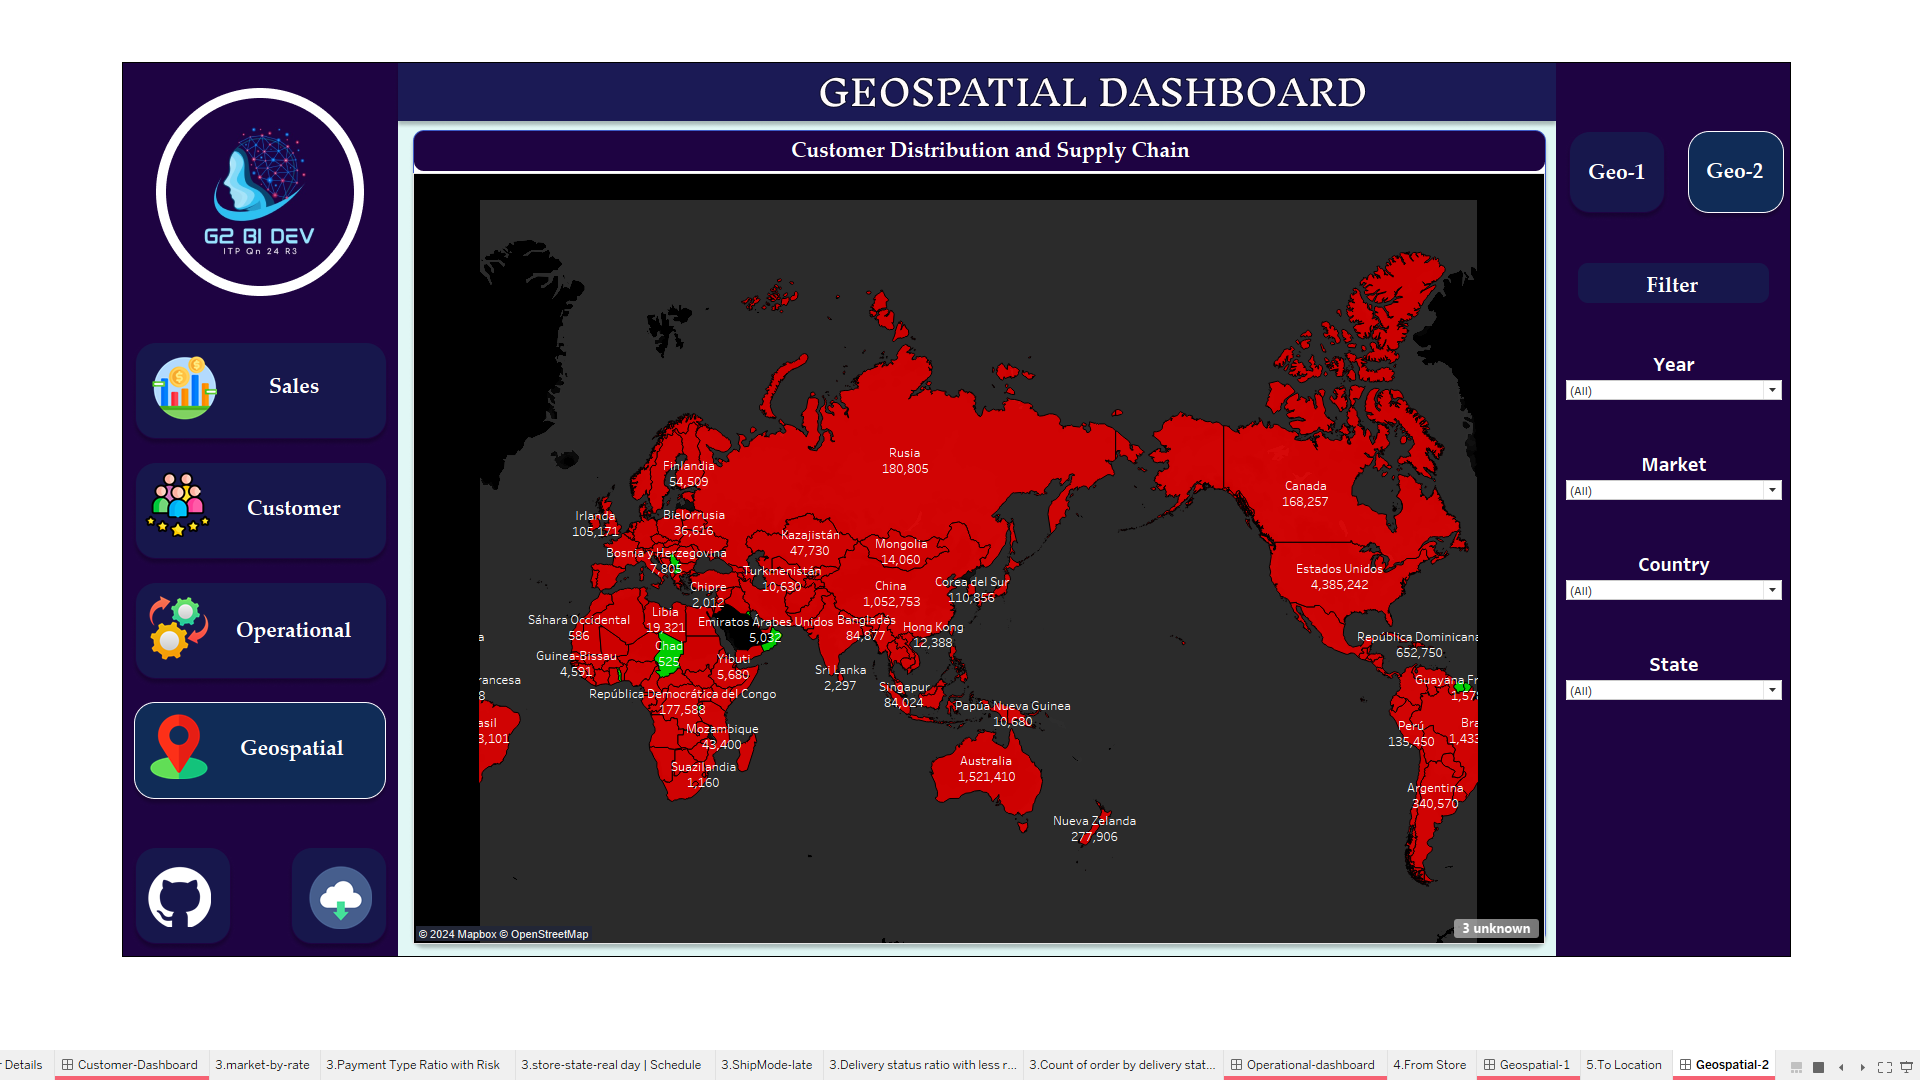 GEOSPATIAL DASHBOARD
G2 BI DEV
ITP Qn 24 R3
Sales
Customer
Operational
Geospatial
Customer Distribution and Supply Chain
Rusia
180,805
Finlandia
54,509
Canada
168,257
Irlanda
105,171
Bielorrusia
36,616
Kazajistán
47,730
Mongolia
14,060
Bosnia y Herzegovina
7,805
Turkmenistán
10,630
Estados Unidos
4,385,242
China
1,052,753
Corea del Sur
110,856
Chipre
2,012
Libia
19,321
Sáhara Occidental
586
Emiratos Árabes Unidos
5,032
Bangladés
84,877
Hong Kong
12,388
República Dominicana
652,750
Chad
525
Guinea-Bissau
4,591
Yibuti
5,680
Sri Lanka
2,297
Singapur
84,024
rancesa
8
Guayana Fr
1,578
República Democrática del Congo
177,588
Papúa Nueva Guinea
10,680
asil
3,101
Mozambique
43,400
Perú
135,450
Bra
1,433
Australia
1,521,410
Suazilandia
1,160
Argentina
340,570
Nueva Zelanda
277,906
a
© 2024 Mapbox © OpenStreetMap
3 unknown
Geo-1
Geo-2
Filter
Year
(All)
Market
(All)
Country
(All)
State
(All)
r Details
Customer-Dashboard
3.market-by-rate
3.Payment Type Ratio with Risk
3.store-state-real day | Schedule
3.ShipMode-late
3.Delivery status ratio with less r...
3.Count of order by delivery stat...
Operational-dashboard
4.From Store
Geospatial-1
5.To Location
Geospatial-2